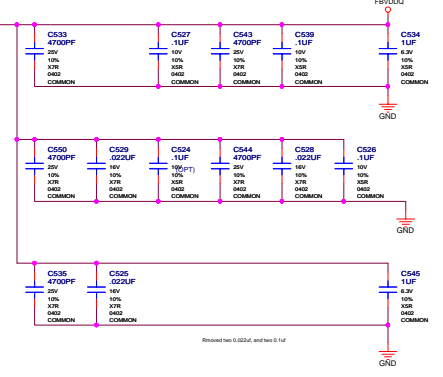 FBVDDQ
C533
4700PF
25V
10%
X7R
0402
COMMON
C527
.1UF
10V
10%
X5R
0402
COMMON
C543
4700PF
25V
10%
X7R
0402
COMMON
C539
.1UF
10V
10%
X5R
0402
COMMON
C534
1UF
6.3V
10%
X5R
0402
COMMON
GND
C550
4700PF
25V
10%
X7R
0402
COMMON
C529
.022UF
16V
10%
X7R
0402
COMMON
C524
.1UF
10V
(OPT)
10%
X5R
0402
COMMON
C544
4700PF
25V
10%
X7R
0402
COMMON
C528
.022UF
16V
10%
X7R
0402
COMMON
C526
.1UF
10V
10%
X5R
0402
COMMON
GND
C535
4700PF
25V
10%
X7R
0402
COMMON
C525
.022UF
16V
10%
X7R
0402
COMMON
C545
1UF
6.3V
10%
X5R
0402
COMMON
Rmoved two 0.022uf, and two 0.1uf
GND